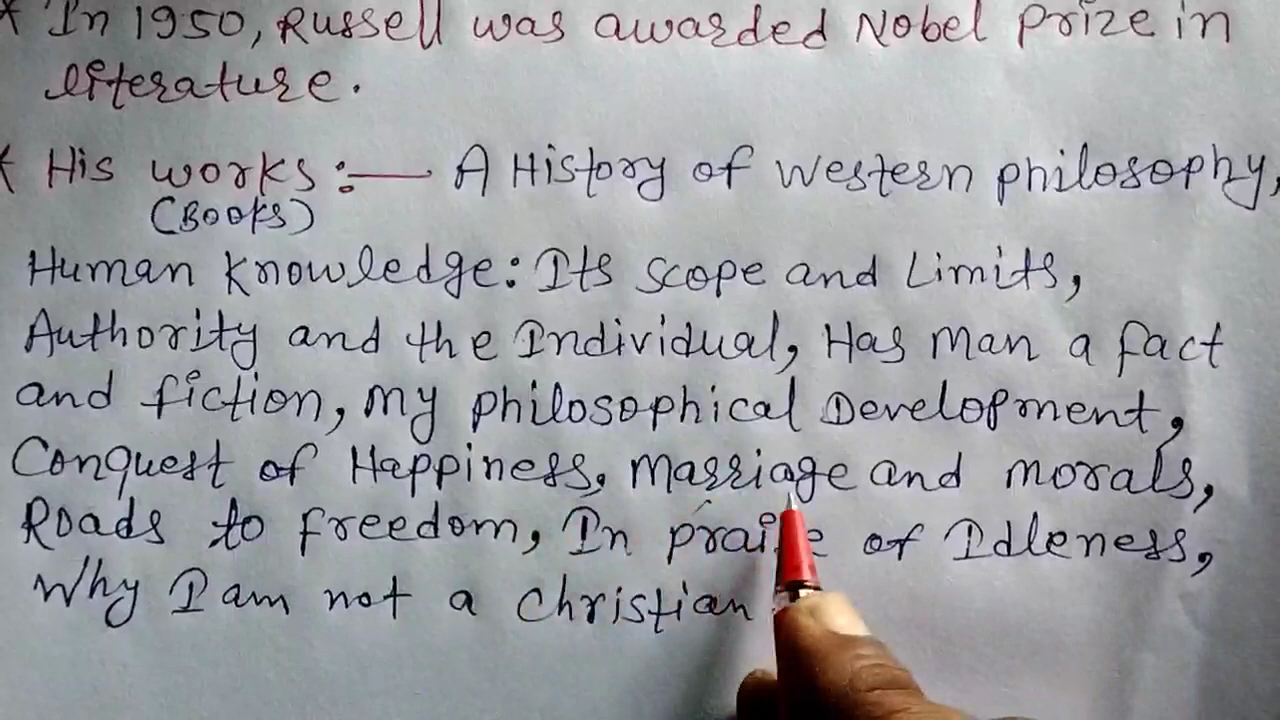 * In 1950, Russell was awarded Nobel Prize in
literature.
* His works :— A History of Western philosophy,
(Books)
Human Knowledge: Its scope and Limits,
Authority and the Individual, Has Man a fact
and fiction, My philosophical Development,
Conquest of Happiness, Marriage and morals,
Roads to freedom, In praise of Idleness,
Why I am not a Christian